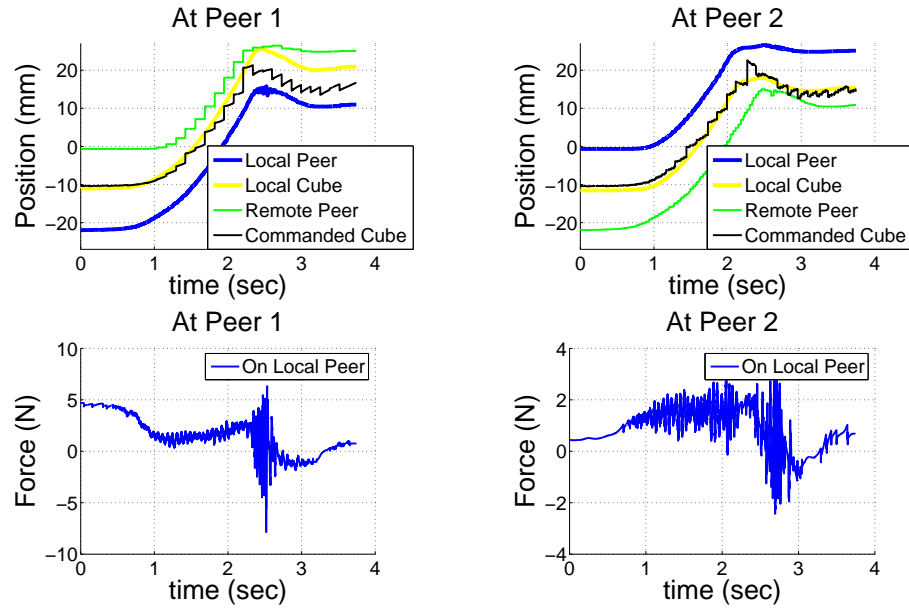 At Peer 1
Position (mm)
20
10
0
−10
−20
0 1 2 3 4
time (sec)
Local Peer
Local Cube
Remote Peer
Commanded Cube
At Peer 2
Position (mm)
20
10
0
−10
−20
0 1 2 3 4
time (sec)
Local Peer
Local Cube
Remote Peer
Commanded Cube
At Peer 1
Force (N)
10
5
0
−5
−10
0 1 2 3 4
time (sec)
On Local Peer
At Peer 2
Force (N)
4
2
0
−2
−4
0 1 2 3 4
time (sec)
On Local Peer